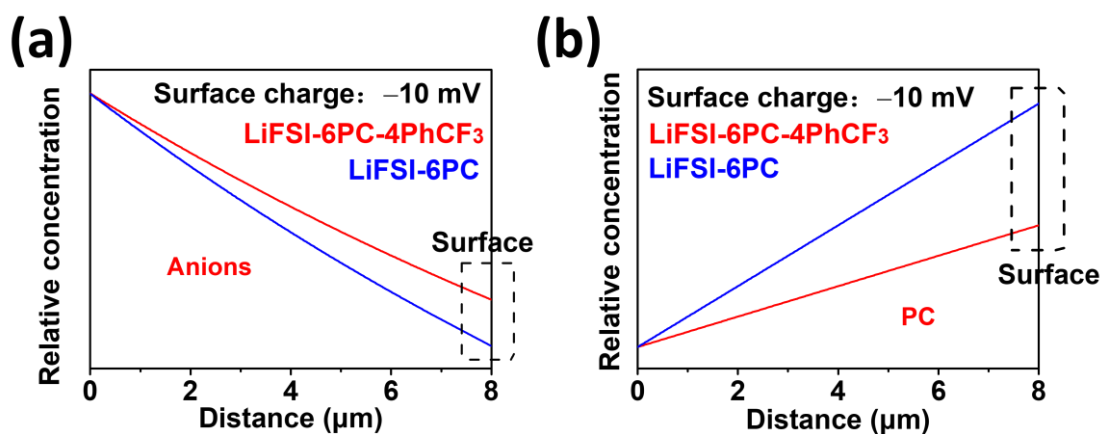 (a)
Relative concentration
Surface charge: −10 mV
LiFSI-6PC-4PhCF₃
LiFSI-6PC
Anions
Surface
0 2 4 6 8
Distance (μm)
(b)
Relative concentration
Surface charge: −10 mV
LiFSI-6PC-4PhCF₃
LiFSI-6PC
Surface
PC
0 2 4 6 8
Distance (μm)